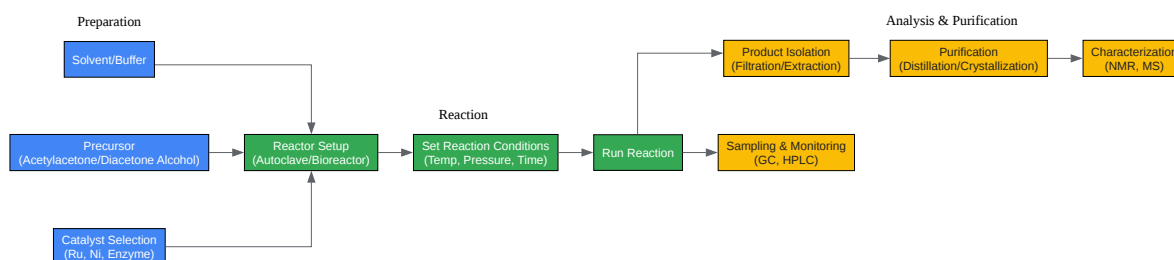 Preparation
Analysis & Purification
Solvent/Buffer
Product Isolation
(Filtration/Extraction)
Purification
(Distillation/Crystallization)
Characterization
(NMR, MS)
Reaction
Precursor
(Acetylacetone/Diacetone Alcohol)
Reactor Setup
(Autoclave/Bioreactor)
Set Reaction Conditions
(Temp, Pressure, Time)
Run Reaction
Sampling & Monitoring
(GC, HPLC)
Catalyst Selection
(Ru, Ni, Enzyme)